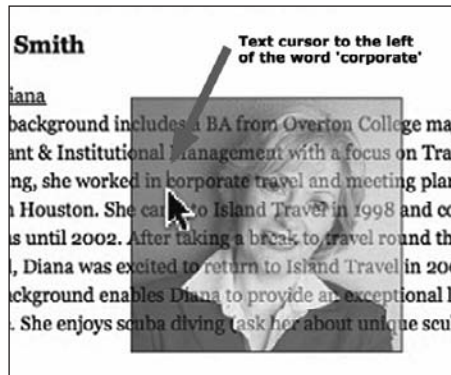 Smith
Text cursor to the left
of the word 'corporate'
iana
background includes a BA from Overton College ma
ant & Institutional Management with a focus on Tra
ng, she worked in corporate travel and meeting plan
n Houston. She came to Island Travel in 1998 and co
s until 2002. After taking a break to travel round th
l, Diana was excited to return to Island Travel in 200
ckground enables Diana to provide an exceptional l
. She enjoys scuba diving (ask her about unique scu